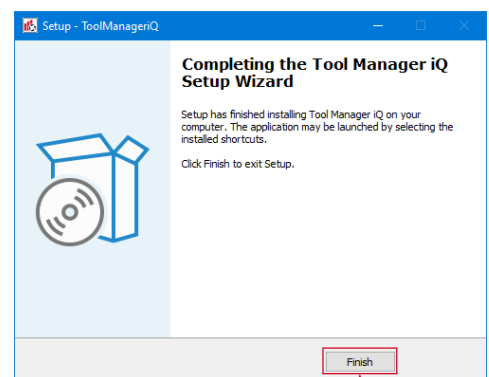 Setup - ToolManageriQ
Completing the Tool Manager iQ
Setup Wizard
Setup has finished installing Tool Manager iQ on your
computer. The application may be launched by selecting the
installed shortcuts.
Click Finish to exit Setup.
Finish